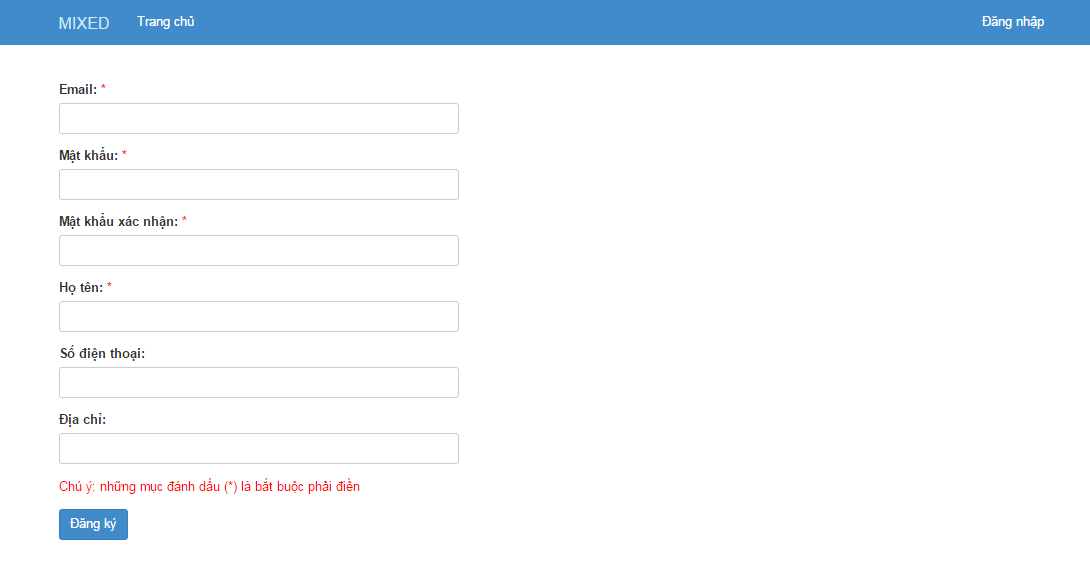 MIXED Trang chủ Đăng nhập
Email: *
Mật khẩu: *
Mật khẩu xác nhận: *
Họ tên: *
Số điện thoại:
Địa chỉ:
Chú ý: những mục đánh dấu (*) là bắt buộc phải điền
Đăng ký